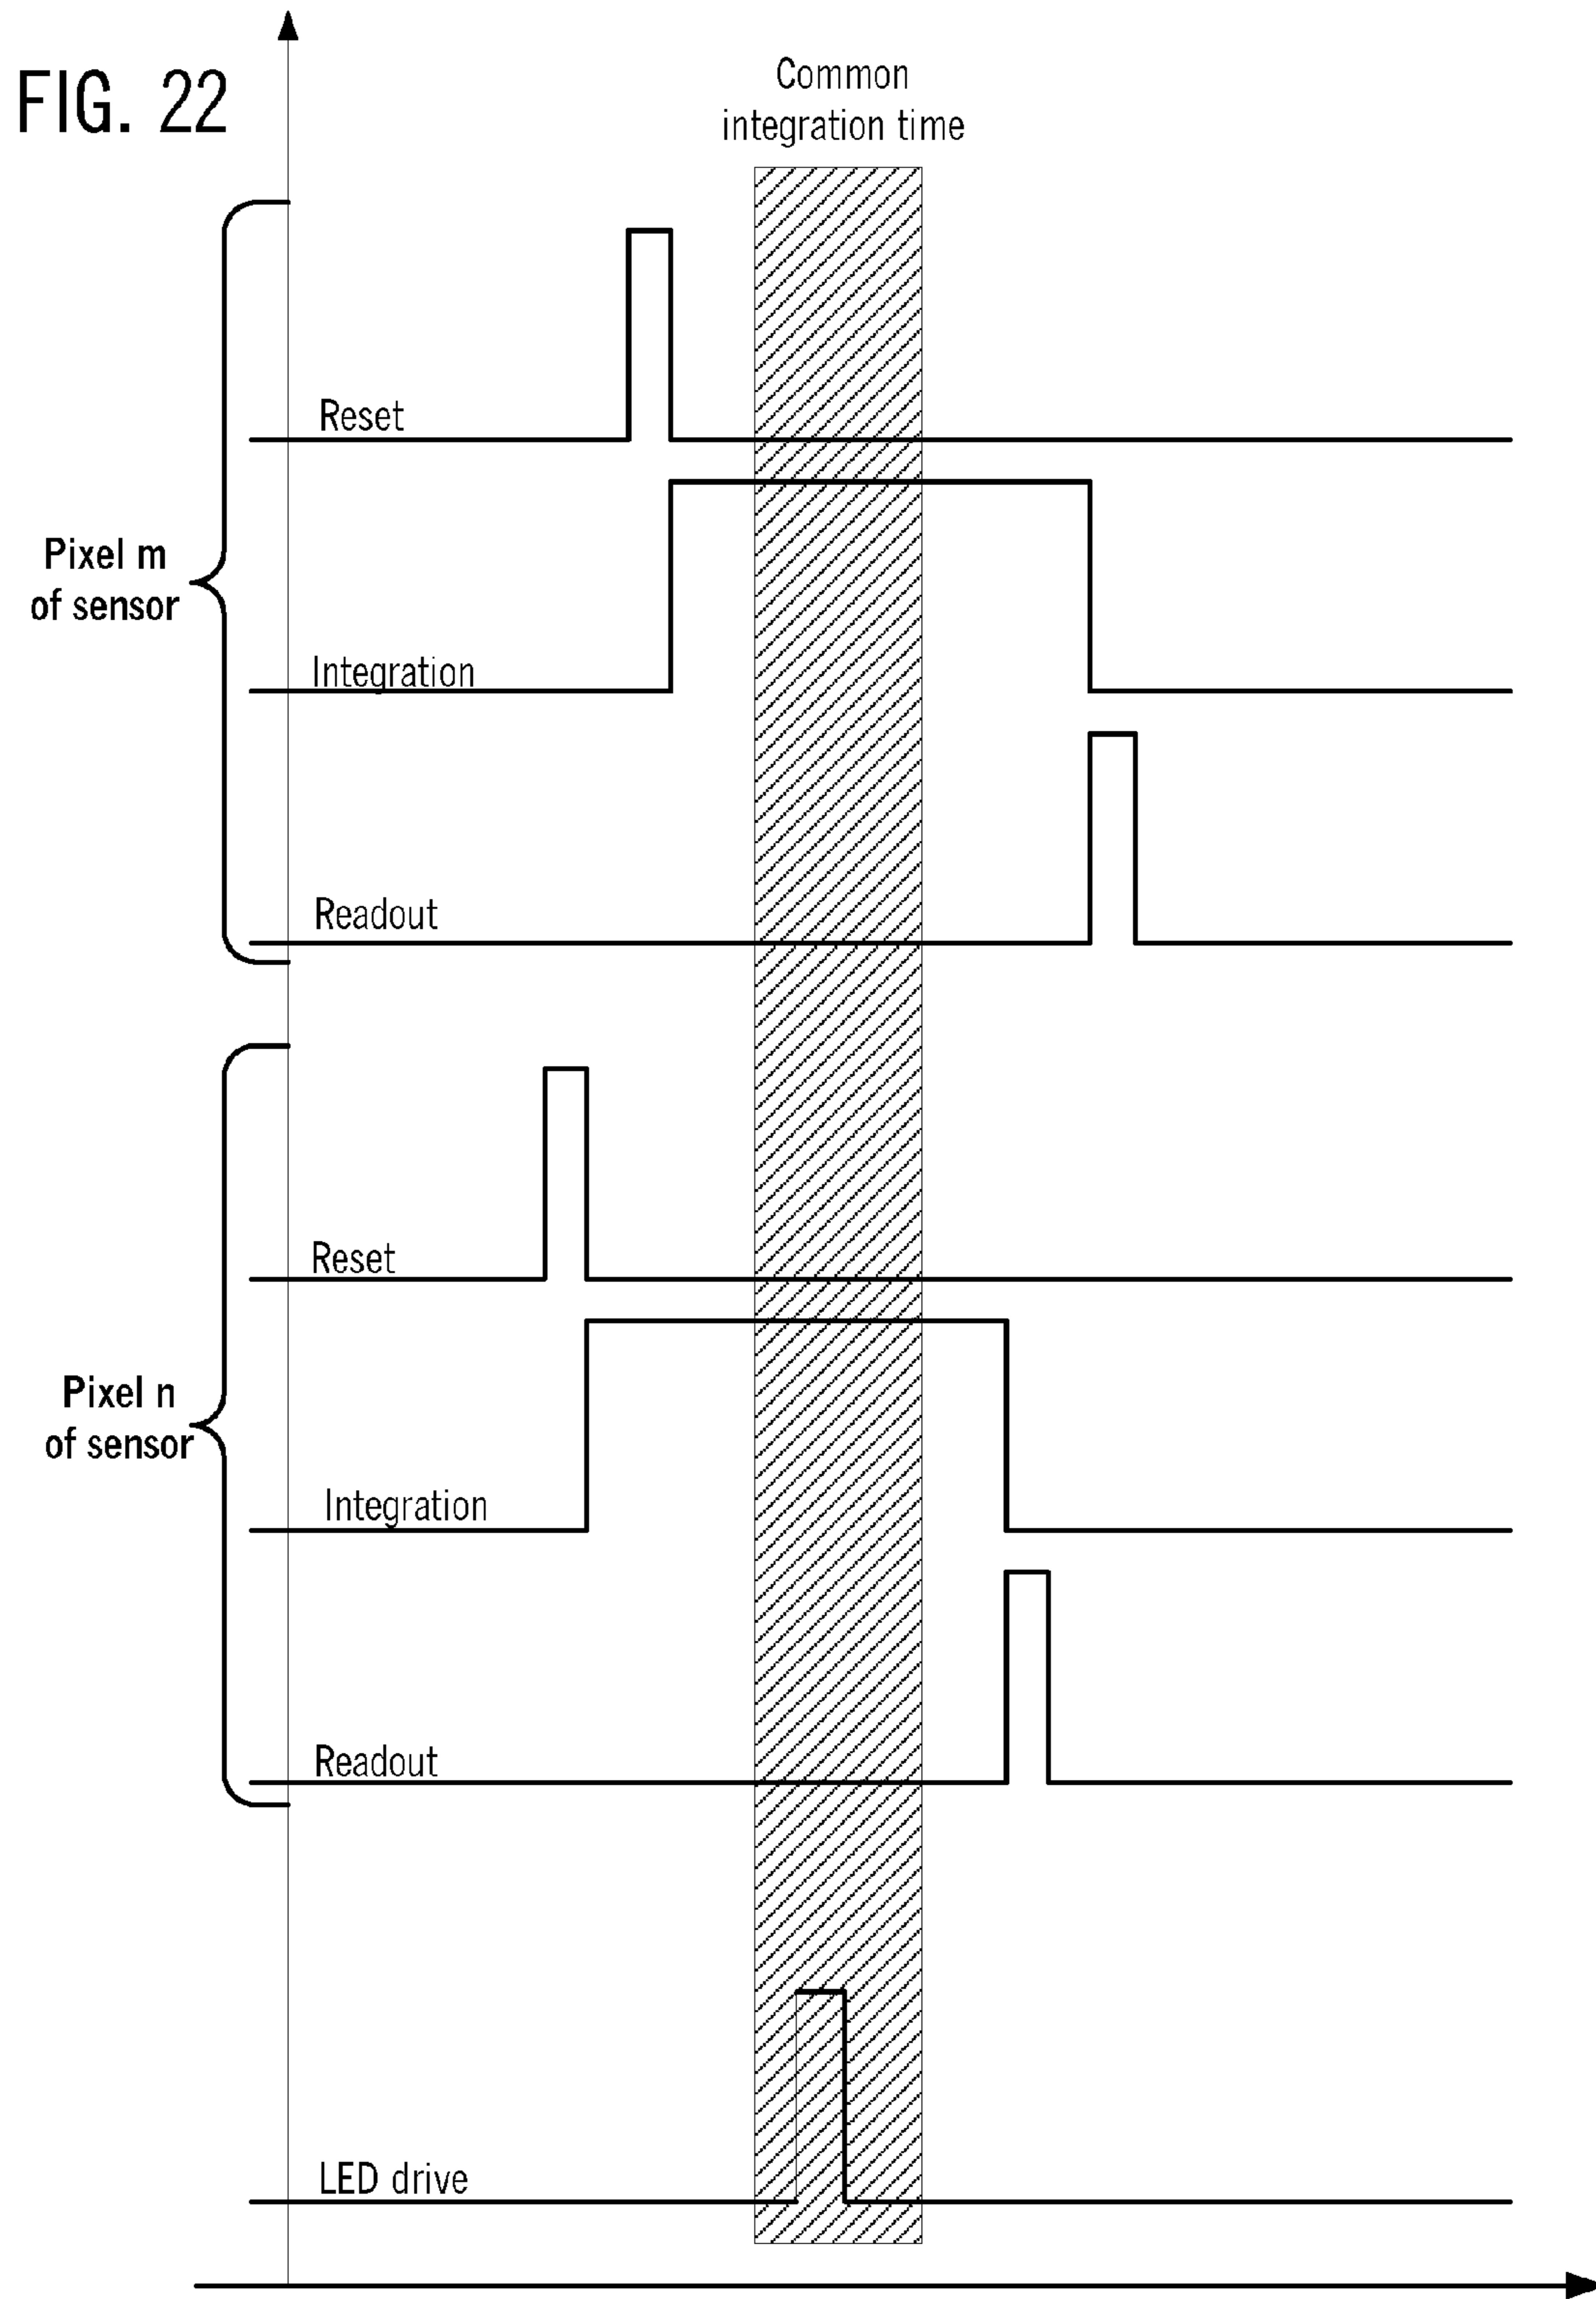 FIG. 22
Common
integration time
Reset
Pixel m
of sensor
Integration
Readout
Reset
Pixel n
of sensor
Integration
Readout
LED drive